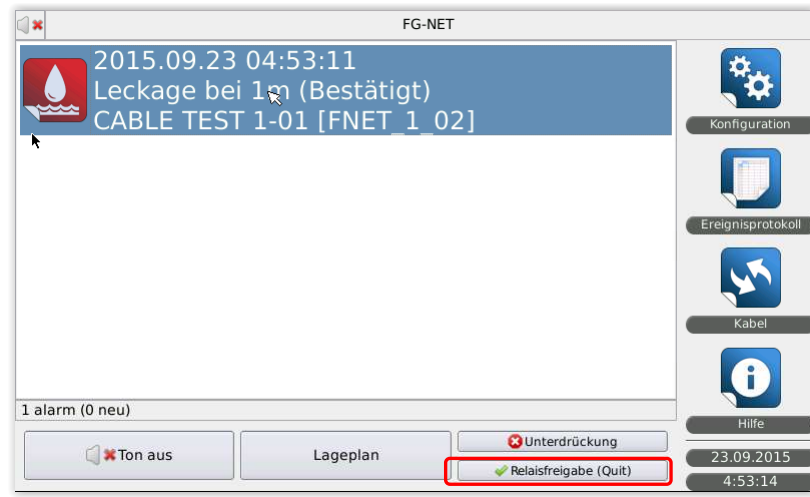 FG-NET
2015.09.23 04:53:11
Leckage bei 1m (Bestätigt)
CABLE TEST 1-01 [FNET_1_02]
1 alarm (0 neu)
Ton aus
Lageplan
Unterdrückung
Relaisfreigabe (Quit)
Konfiguration
Ereignisprotokoll
Kabel
Hilfe
23.09.2015
4:53:14